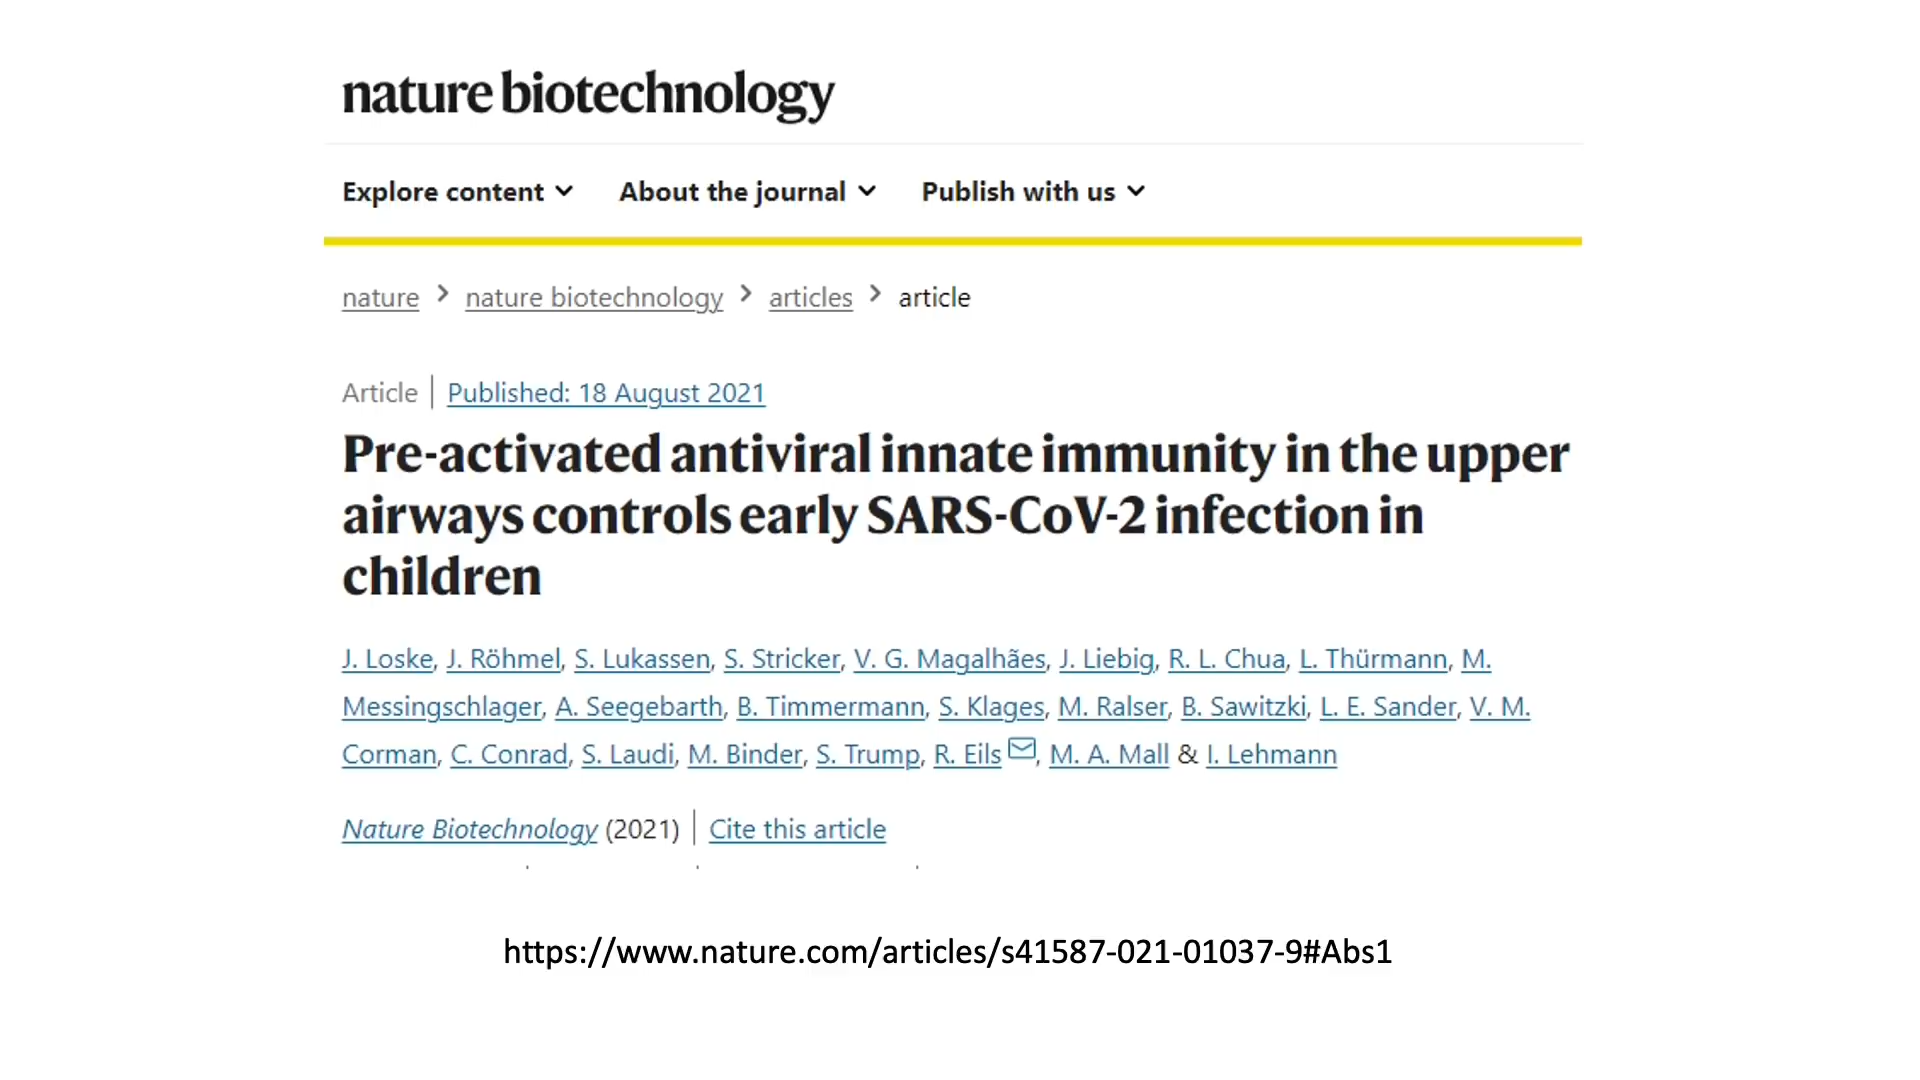 nature biotechnology
Explore content About the journal Publish with us
nature > nature biotechnology > articles > article
Article | Published: 18 August 2021
Pre-activated antiviral innate immunity in the upper
airways controls early SARS-CoV-2 infection in
children
J. Loske, J. Röhmel, S. Lukassen, S. Stricker, V. G. Magalhães, J. Liebig, R. L. Chua, L. Thürmann, M.
Messingschlager, A. Seegebarth, B. Timmermann, S. Klages, M. Ralser, B. Sawitzki, L. E. Sander, V. M.
Corman, C. Conrad, S. Laudi, M. Binder, S. Trump, R. Eils, M. A. Mall & I. Lehmann
Nature Biotechnology (2021) | Cite this article
https://www.nature.com/articles/s41587-021-01037-9#Abs1